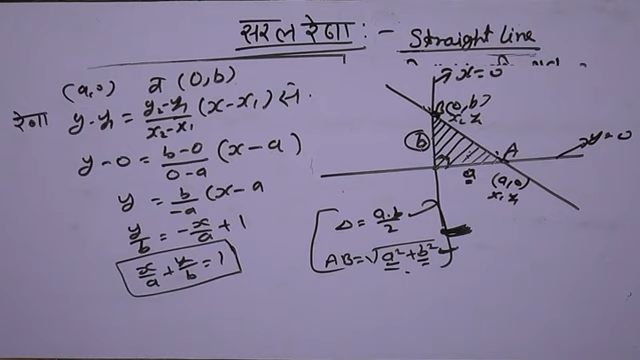 सरल रेखा : - Straight Line
(a,0) व (0,b)
रेखा y-y₁ = y₂-y₁/x₂-x₁ (x-x₁) से.
y-0 = b-0/0-a (x-a)
y = b/-a (x-a
y/b = -x/a + 1
x/a + y/b = 1
x=0
B(0,b)
x₂ y₂
b
A
y=0
a
(a,0)
x₁ y₁
Δ = a.b/2
AB = √a²+b²